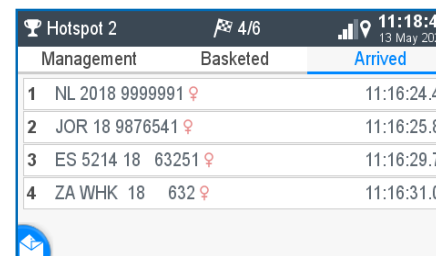 Hotspot 2 4/6 11:18:4
13 May 202
Management Basketed Arrived
1 NL 2018 9999991 ♀ 11:16:24.4
2 JOR 18 9876541 ♀ 11:16:25.8
3 ES 5214 18 63251 ♀ 11:16:29.7
4 ZA WHK 18 632 ♀ 11:16:31.0